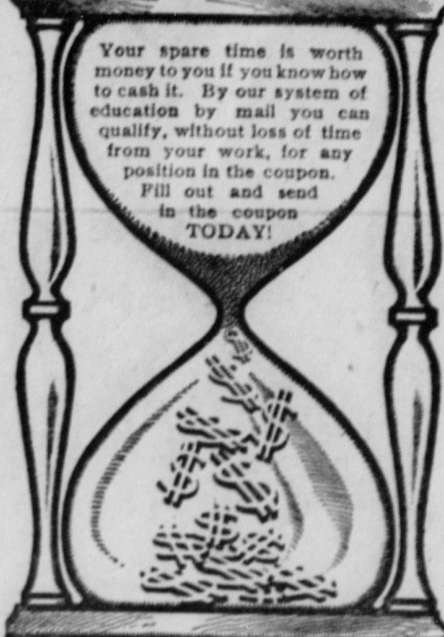 Your spare time is worth
money to you if you know how
to cash it. By our system of
education by mail you can
qualify, without loss of time
from your work, for any
position in the coupon.
Fill out and send
in the coupon
TODAY!